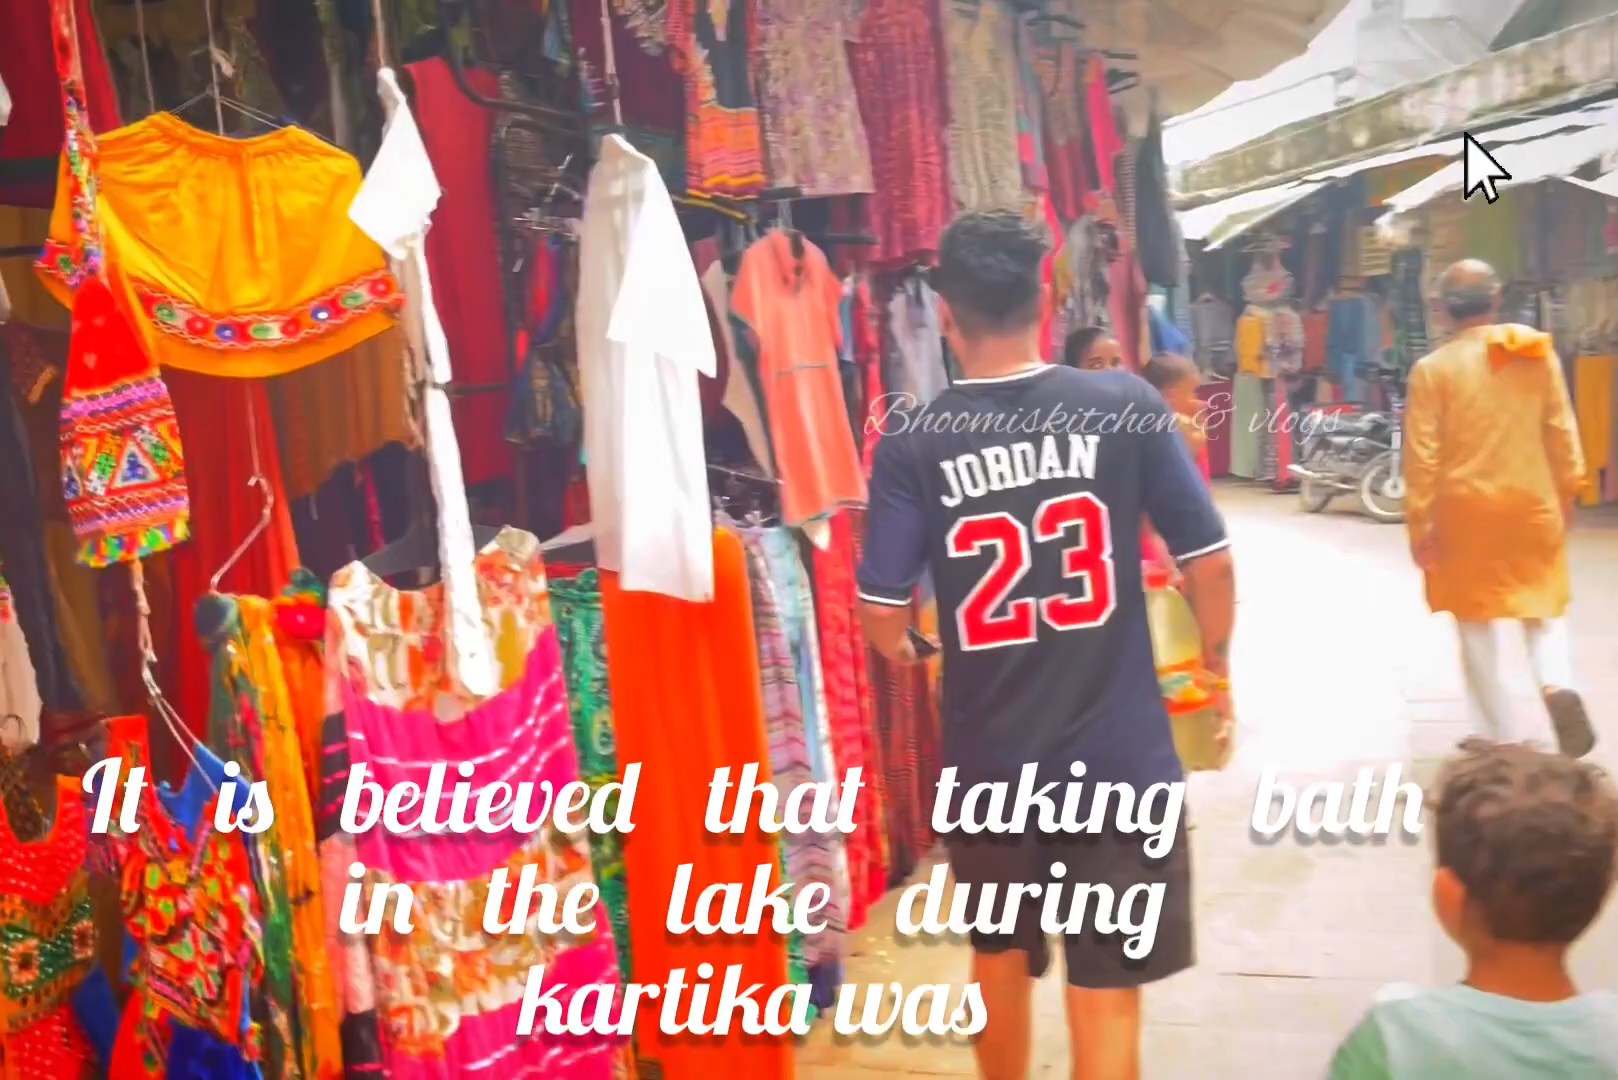 Bhoomiskitchen & vlogs
JORDAN
23
It is believed that taking bath
in the lake during
kartika was